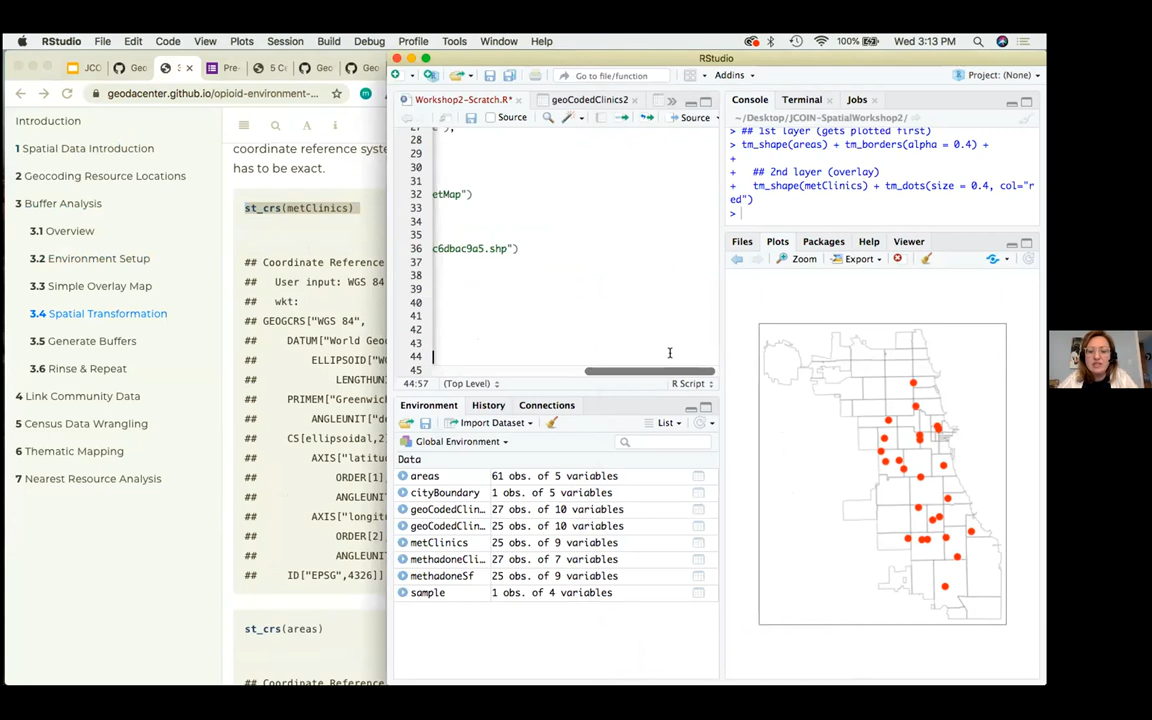 RStudio File Edit Code View Plots Session Build Debug Profile Tools Window Help 100% Wed 3:13 PM
JCO Geo 3 Pre- 5 C Geo Geo
geodacenter.github.io/opioid-environment-...
Introduction
1 Spatial Data Introduction
2 Geocoding Resource Locations
3 Buffer Analysis
3.1 Overview
3.2 Environment Setup
3.3 Simple Overlay Map
3.4 Spatial Transformation
3.5 Generate Buffers
3.6 Rinse & Repeat
4 Link Community Data
5 Census Data Wrangling
6 Thematic Mapping
7 Nearest Resource Analysis
coordinate reference syste
has to be exact.
st_crs(metClinics)
## Coordinate Reference
## User input: WGS 84
## wkt:
## GEOGCRS["WGS 84",
## DATUM["World Geo
## ELLIPSOID["W
## LENGTHUN
## PRIMEM["Greenwic
## ANGLEUNIT["d
## CS[ellipsoidal,2
## AXIS["latitu
## ORDER[1]
## ANGLEUNI
## AXIS["longit
## ORDER[2]
## ANGLEUNI
## ID["EPSG",4326]]
st_crs(areas)
## Coordinate Reference
RStudio
Go to file/function
Addins
Project: (None)
Workshop2-Scratch.R*
geoCodedClinics2
Source
Source
27
28
29
30
31
32 etMap")
33
34
35
36 c6dbac9a5.shp")
37
38
39
40
41
42
43
44
45
44:57 (Top Level) R Script
Environment History Connections
Import Dataset List
Global Environment
Data
areas 61 obs. of 5 variables
cityBoundary 1 obs. of 5 variables
geoCodedClin... 27 obs. of 10 variables
geoCodedClin... 25 obs. of 10 variables
metClinics 25 obs. of 9 variables
methadoneCli... 27 obs. of 7 variables
methadoneSf 25 obs. of 9 variables
sample 1 obs. of 4 variables
Console Terminal Jobs
~/Desktop/JCOIN-SpatialWorkshop2/
> ## 1st layer (gets plotted first)
> tm_shape(areas) + tm_borders(alpha = 0.4) +
+
+ ## 2nd layer (overlay)
+ tm_shape(metClinics) + tm_dots(size = 0.4, col="r
ed")
>
Files Plots Packages Help Viewer
Zoom Export